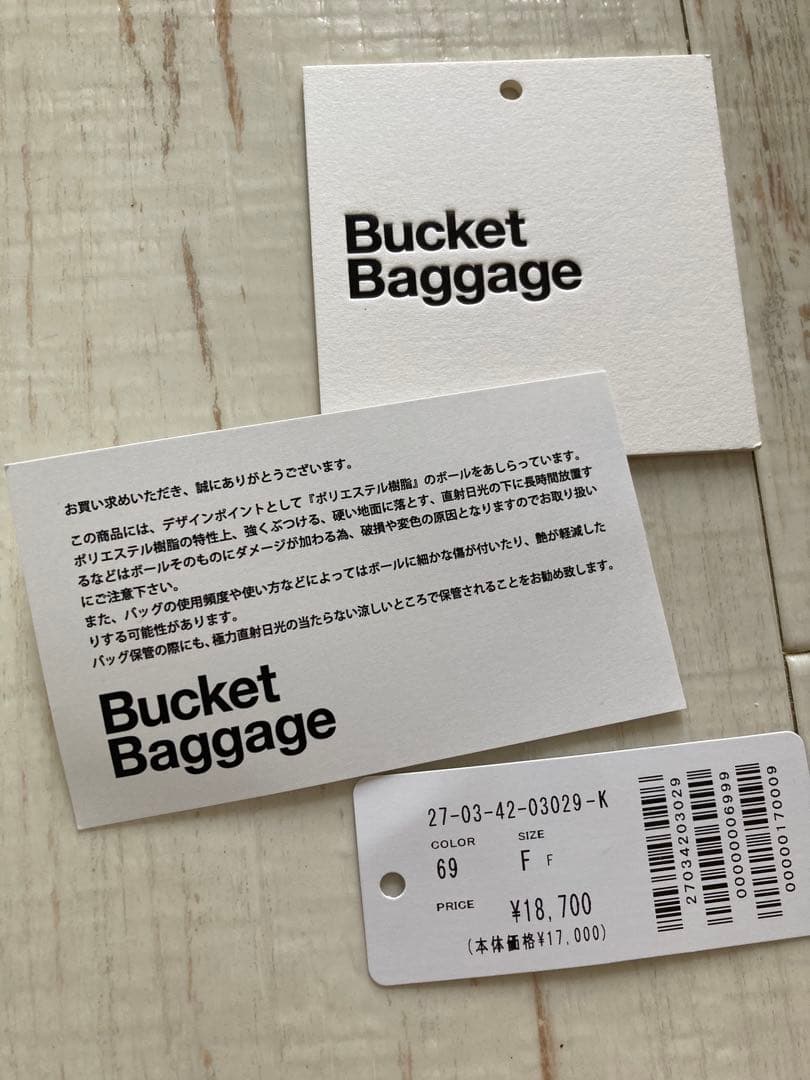 Bucket
Baggage
お買い求めいただき、誠にありがとうございます。
この商品には、デザインポイントとして『ポリエステル樹脂』のボールをあしらっています。
ポリエステル樹脂の特性上、強くぶつける、硬い地面に落とす、直射日光の下に長時間放置す
るなどはボールそのものにダメージが加わる為、破損や変色の原因となりますのでお取り扱い
にご注意下さい。
また、バッグの使用頻度や使い方などによってはボールに細かな傷が付いたり、艶が軽減した
りする可能性があります。
バッグ保管の際にも、極力直射日光の当たらない涼しいところで保管されることをお勧め致します。
Bucket
Baggage
27-03-42-03029-K
COLOR
SIZE
69
F F
PRICE
¥18,700
(本体価格¥17,000)
27034203029
000000006999
00000170009